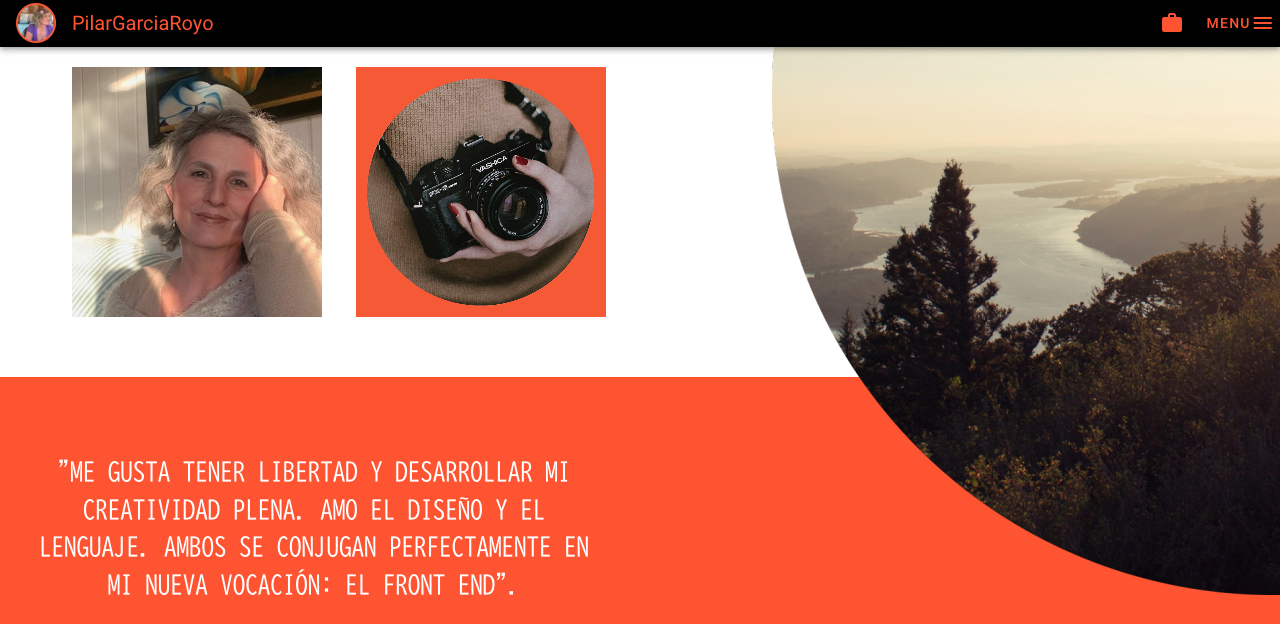 PilarGarciaRoyo
MENU
YASHICA
”ME GUSTA TENER LIBERTAD Y DESARROLLAR MI
CREATIVIDAD PLENA. AMO EL DISEÑO Y EL
LENGUAJE. AMBOS SE CONJUGAN PERFECTAMENTE EN
MI NUEVA VOCACIÓN: EL FRONT END”.